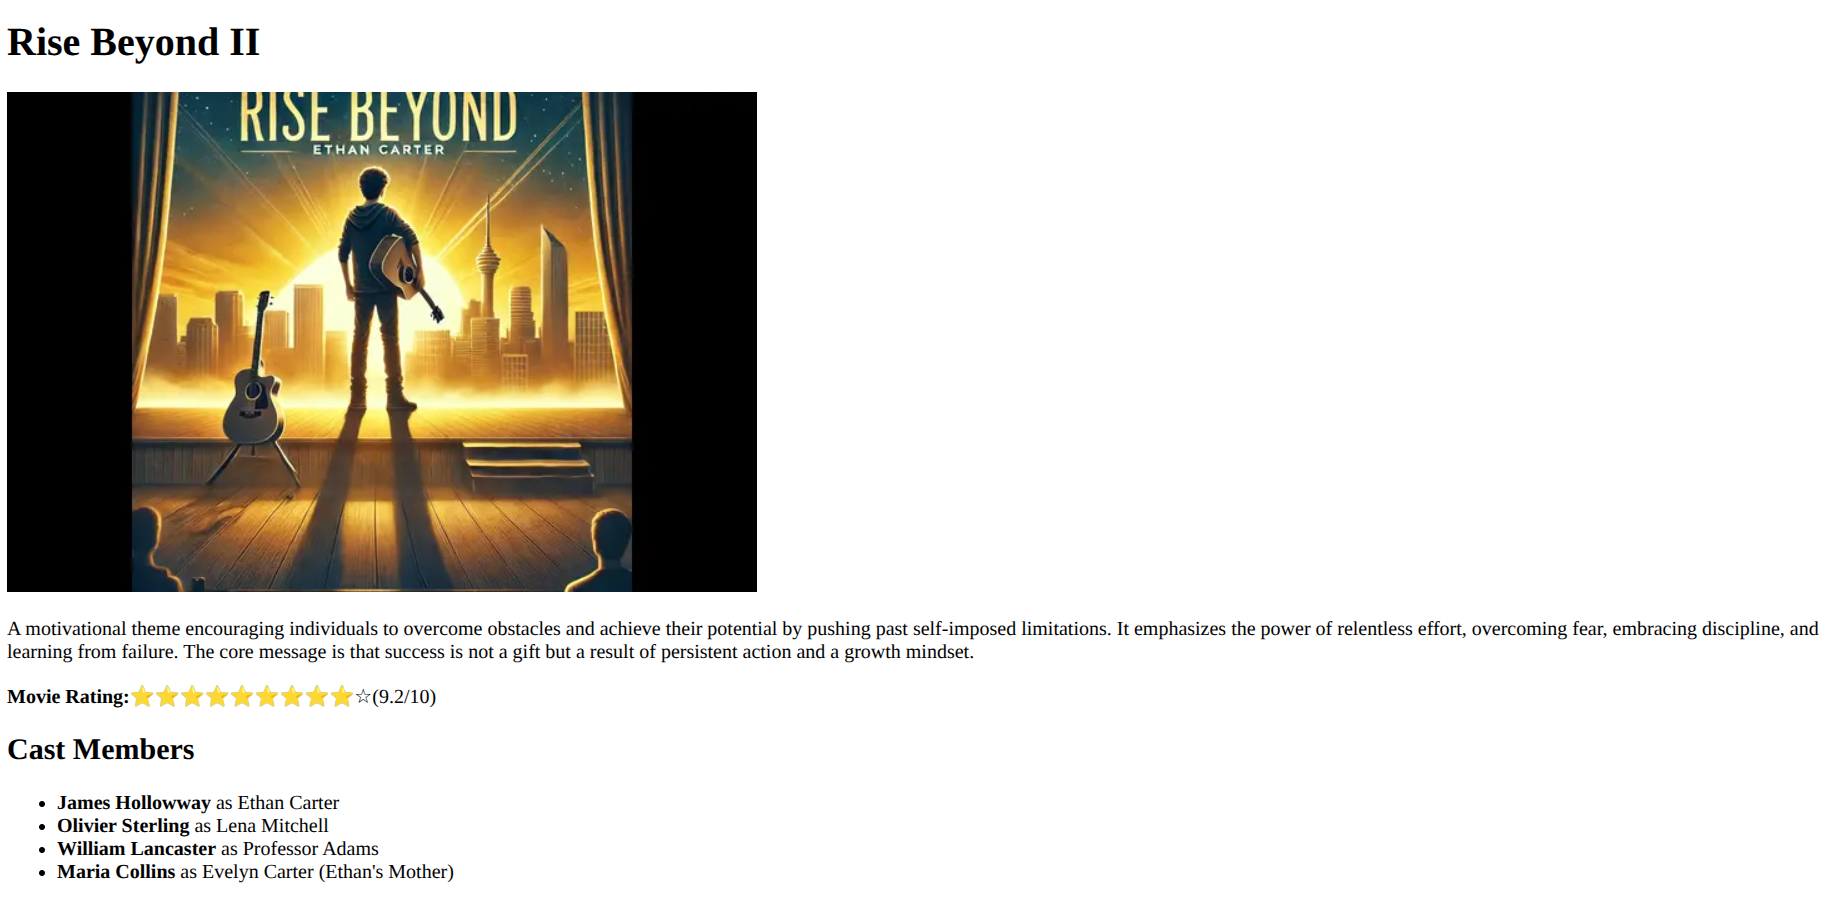 Rise Beyond II
RISE BEYOND
ETHAN CARTER
A motivational theme encouraging individuals to overcome obstacles and achieve their potential by pushing past self-imposed limitations. It emphasizes the power of relentless effort, overcoming fear, embracing discipline, and
learning from failure. The core message is that success is not a gift but a result of persistent action and a growth mindset.
Movie Rating:⭐⭐⭐⭐⭐⭐⭐⭐⭐☆(9.2/10)
Cast Members
• James Hollowway as Ethan Carter
• Olivier Sterling as Lena Mitchell
• William Lancaster as Professor Adams
• Maria Collins as Evelyn Carter (Ethan's Mother)